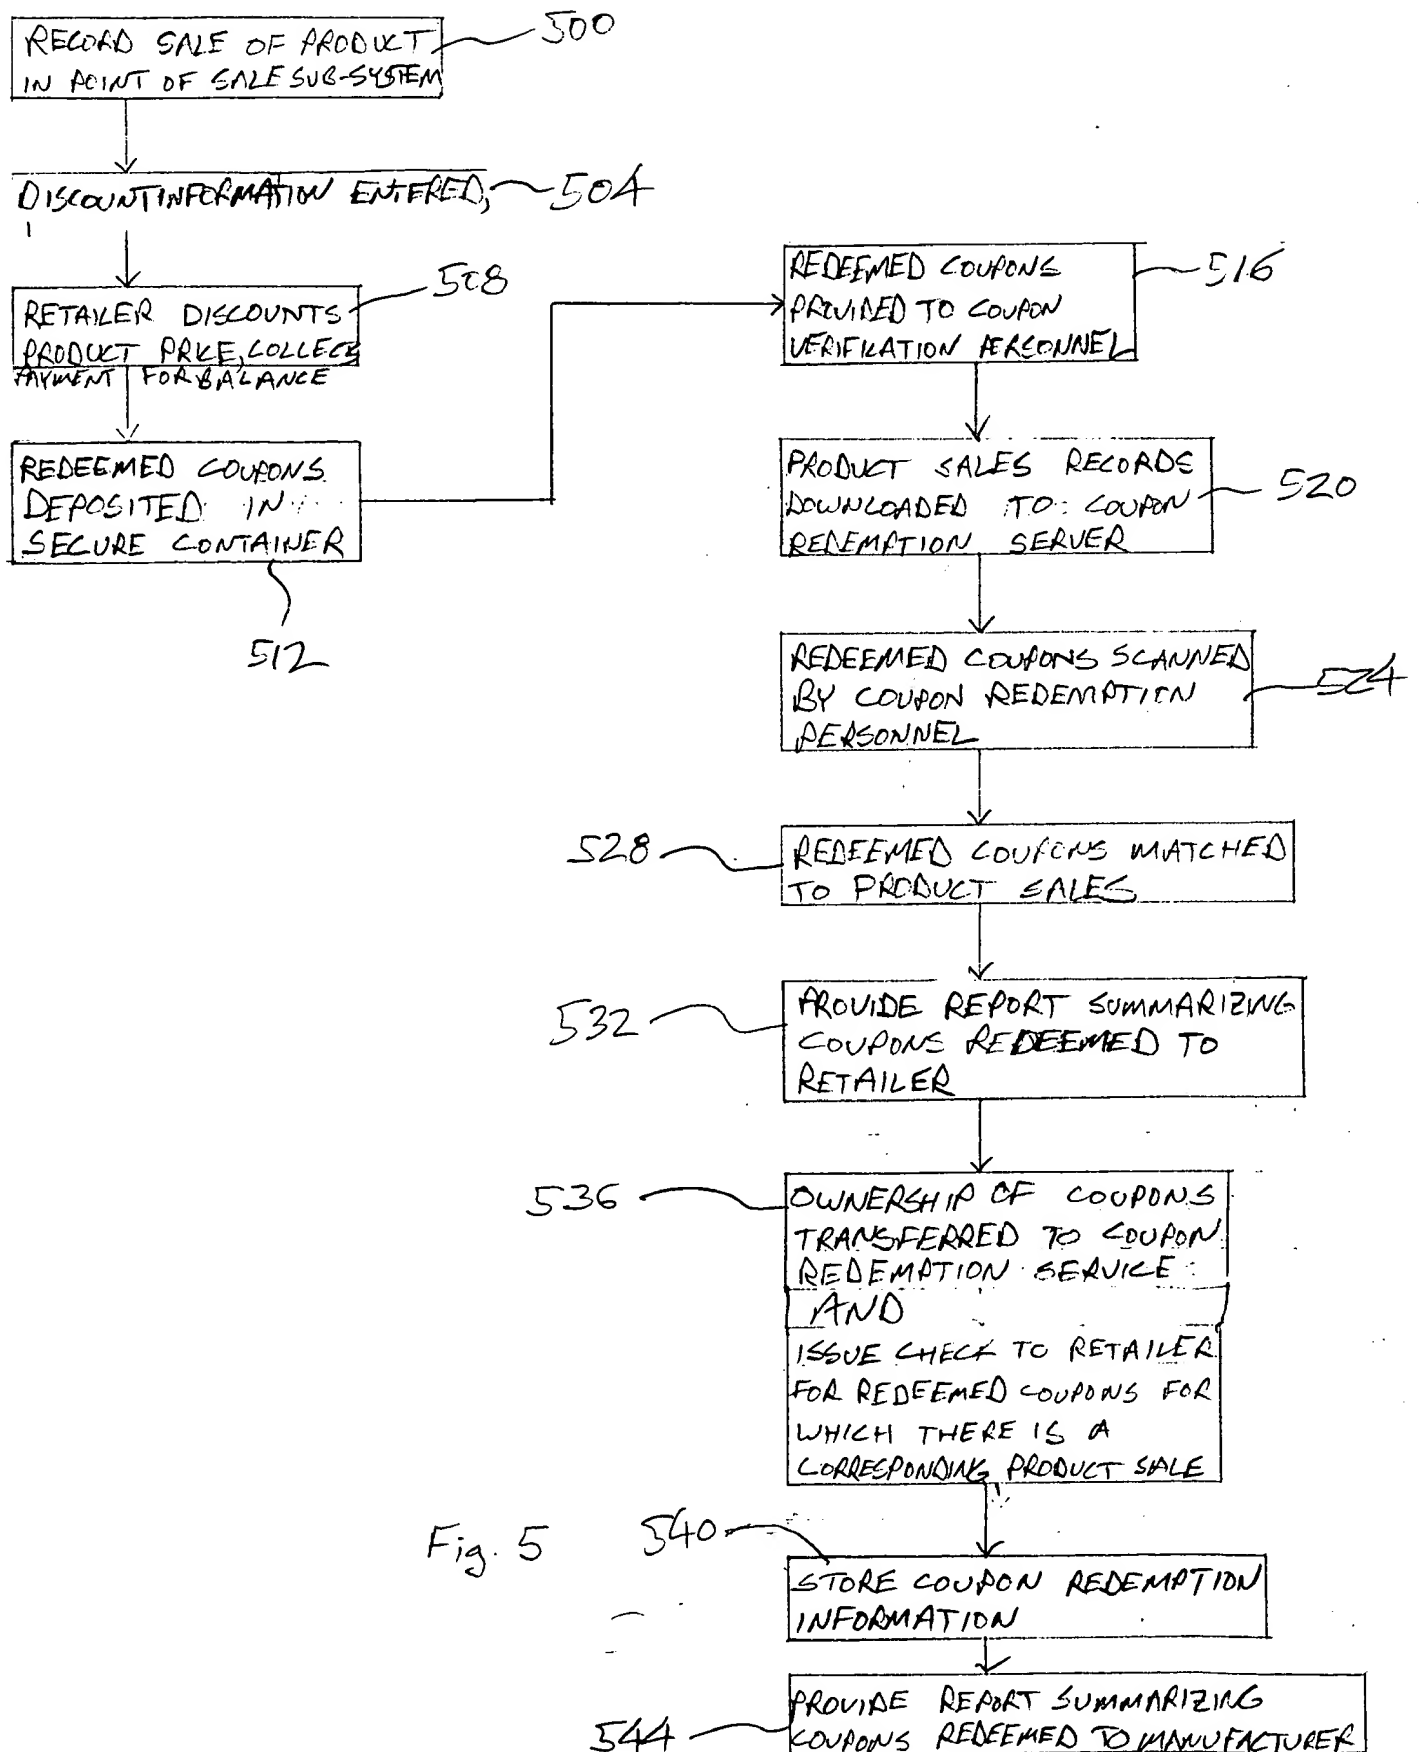 RECORD SALE OF PRODUCT
IN POINT OF SALE SUB-SYSTEM
500
DISCOUNT INFORMATION ENTERED,
504
RETAILER DISCOUNTS
PRODUCT PRICE, COLLECTS
PAYMENT FOR BALANCE
508
REDEEMED COUPONS
DEPOSITED IN
SECURE CONTAINER
512
REDEEMED COUPONS
PROVIDED TO COUPON
VERIFICATION PERSONNEL
516
PRODUCT SALES RECORDS
DOWNLOADED TO COUPON
REDEMPTION SERVER
520
REDEEMED COUPONS SCANNED
BY COUPON REDEMPTION
PERSONNEL
524
528
REDEEMED COUPONS MATCHED
TO PRODUCT SALES
532
PROVIDE REPORT SUMMARIZING
COUPONS REDEEMED TO
RETAILER
536
OWNERSHIP OF COUPONS
TRANSFERRED TO COUPON
REDEMPTION SERVICE
AND
ISSUE CHECK TO RETAILER
FOR REDEEMED COUPONS FOR
WHICH THERE IS A
CORRESPONDING PRODUCT SALE
Fig. 5
540
STORE COUPON REDEMPTION
INFORMATION
544
PROVIDE REPORT SUMMARIZING
COUPONS REDEEMED TO MANUFACTURER